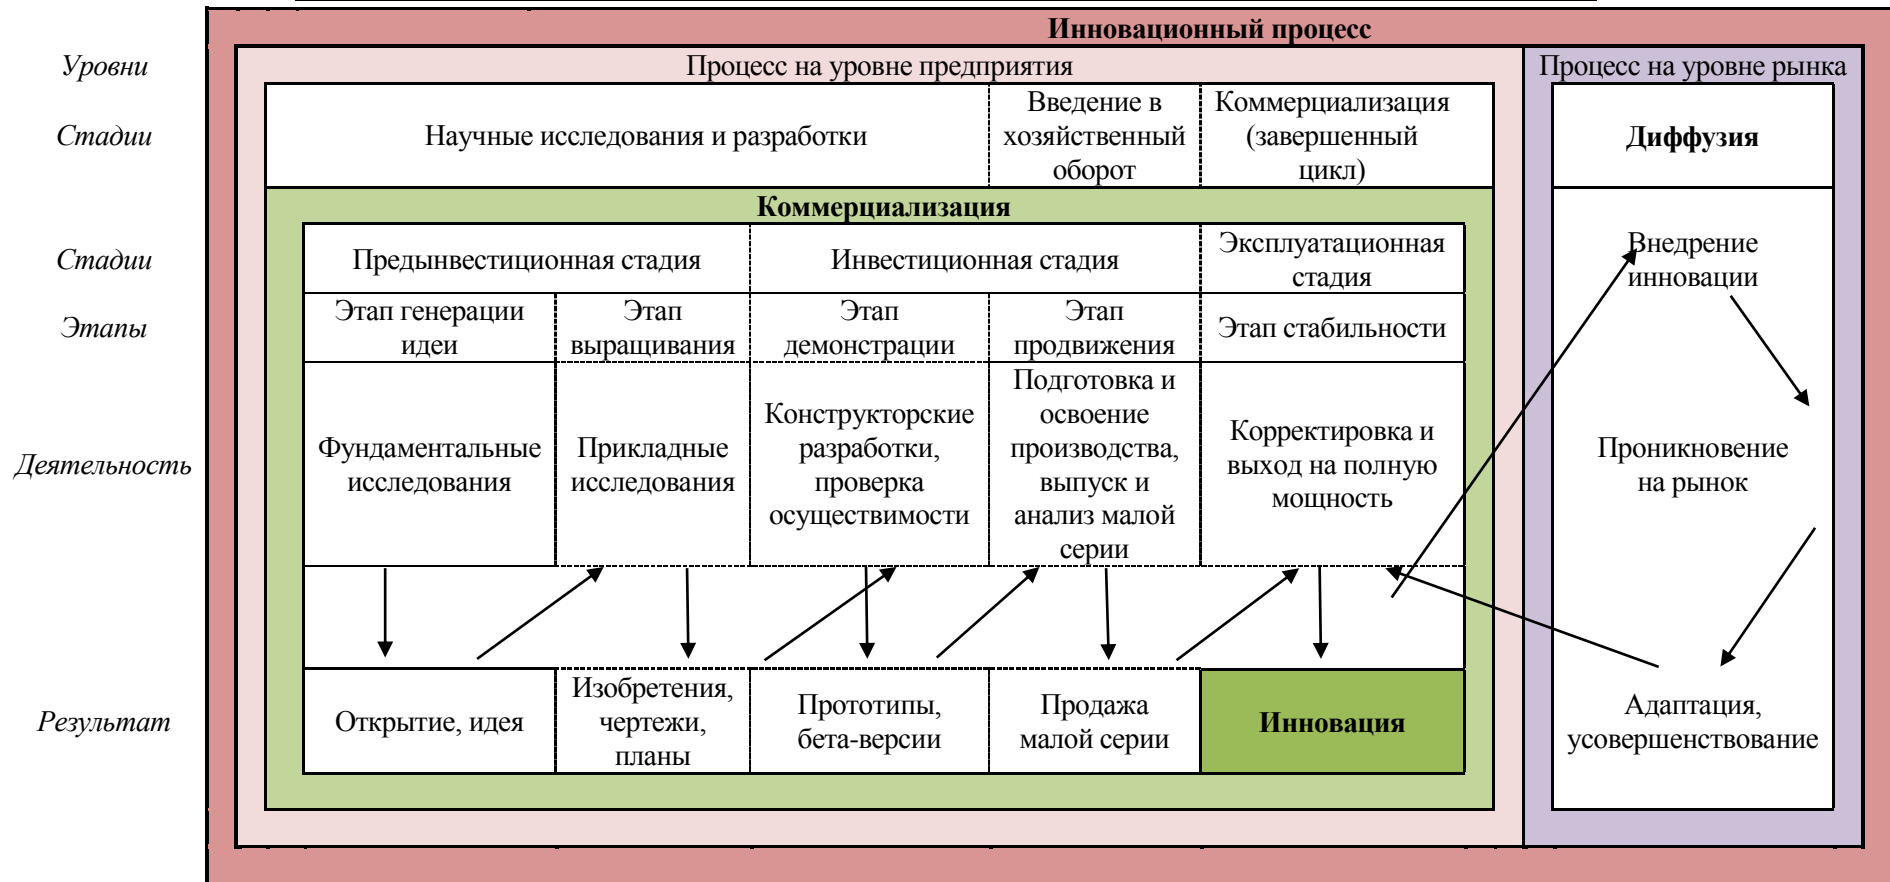 Инновационный процесс
Уровни
Процесс на уровне предприятия
Процесс на уровне рынка
Стадии
Научные исследования и разработки
Введение в
хозяйственный
оборот
Коммерциализация
(завершенный
цикл)
Диффузия
Коммерциализация
Стадии
Предынвестиционная стадия
Инвестиционная стадия
Эксплуатационная
стадия
Внедрение
инновации
Этапы
Этап генерации
идеи
Этап
выращивания
Этап
демонстрации
Этап
продвижения
Этап стабильности
Деятельность
Фундаментальные
исследования
Прикладные
исследования
Конструкторские
разработки,
проверка
осуществимости
Подготовка и
освоение
производства,
выпуск и
анализ малой
серии
Корректировка и
выход на полную
мощность
Проникновение
на рынок
Результат
Открытие, идея
Изобретения,
чертежи,
планы
Прототипы,
бета-версии
Продажа
малой серии
Инновация
Адаптация,
усовершенствование